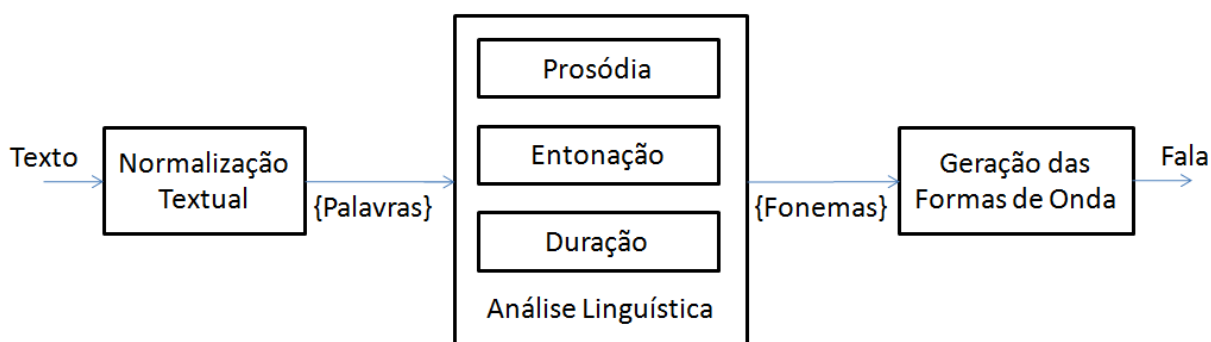 Texto
Normalização
Textual
{Palavras}
Prosódia
Entonação
Duração
Análise Linguística
{Fonemas}
Geração das
Formas de Onda
Fala